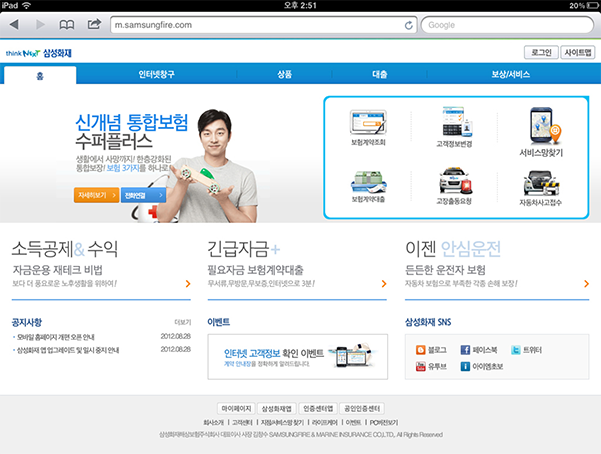 iPad
오후 2:51
20%
m.samsungfire.com
Google
think NEXT 삼성화재
로그인 사이트맵
홈 인터넷창구 상품 대출 보상/서비스
신개념 통합보험
수퍼플러스
생활에서 사망까지! 한층강화된
통합보장! 보험 3가지를 하나로!
자세히보기 전화연결
보험계약조회 고객정보변경 서비스망찾기
보험계약대출 고장출동요청 자동차사고접수
소득공제& 수익
자금운용 재테크 비법
보다 더 풍요로운 노후생활을 위하여!
긴급자금+
필요자금 보험계약대출
무서류,무방문,무보증,인터넷으로 3분!
이젠 안심운전
든든한 운전자 보험
자동차 보험으로 부족한 각종 손해 보장!
공지사항 더보기
모바일 홈페이지 개편 오픈 안내 2012.08.28
삼성화재 앱 업그레이드 및 일시 중지 안내 2012.08.28
이벤트
인터넷 고객정보 확인 이벤트
계약 안내장을 정확하게 알려드립니다.
삼성화재 SNS
블로그 페이스북 트위터
유투브 아이엠초보
마이페이지 삼성화재앱 인증센터앱 공인인증센터
회사소개 | 고객센터 | 지점/서비스망 찾기 | 라이프케어 | 이벤트 | PC버전보기
삼성화재해상보험주식회사 대표이사 사장 김창수 SAMSUNGFIRE & MARINE INSURANCE CO.,LTD., All Rights Reserved